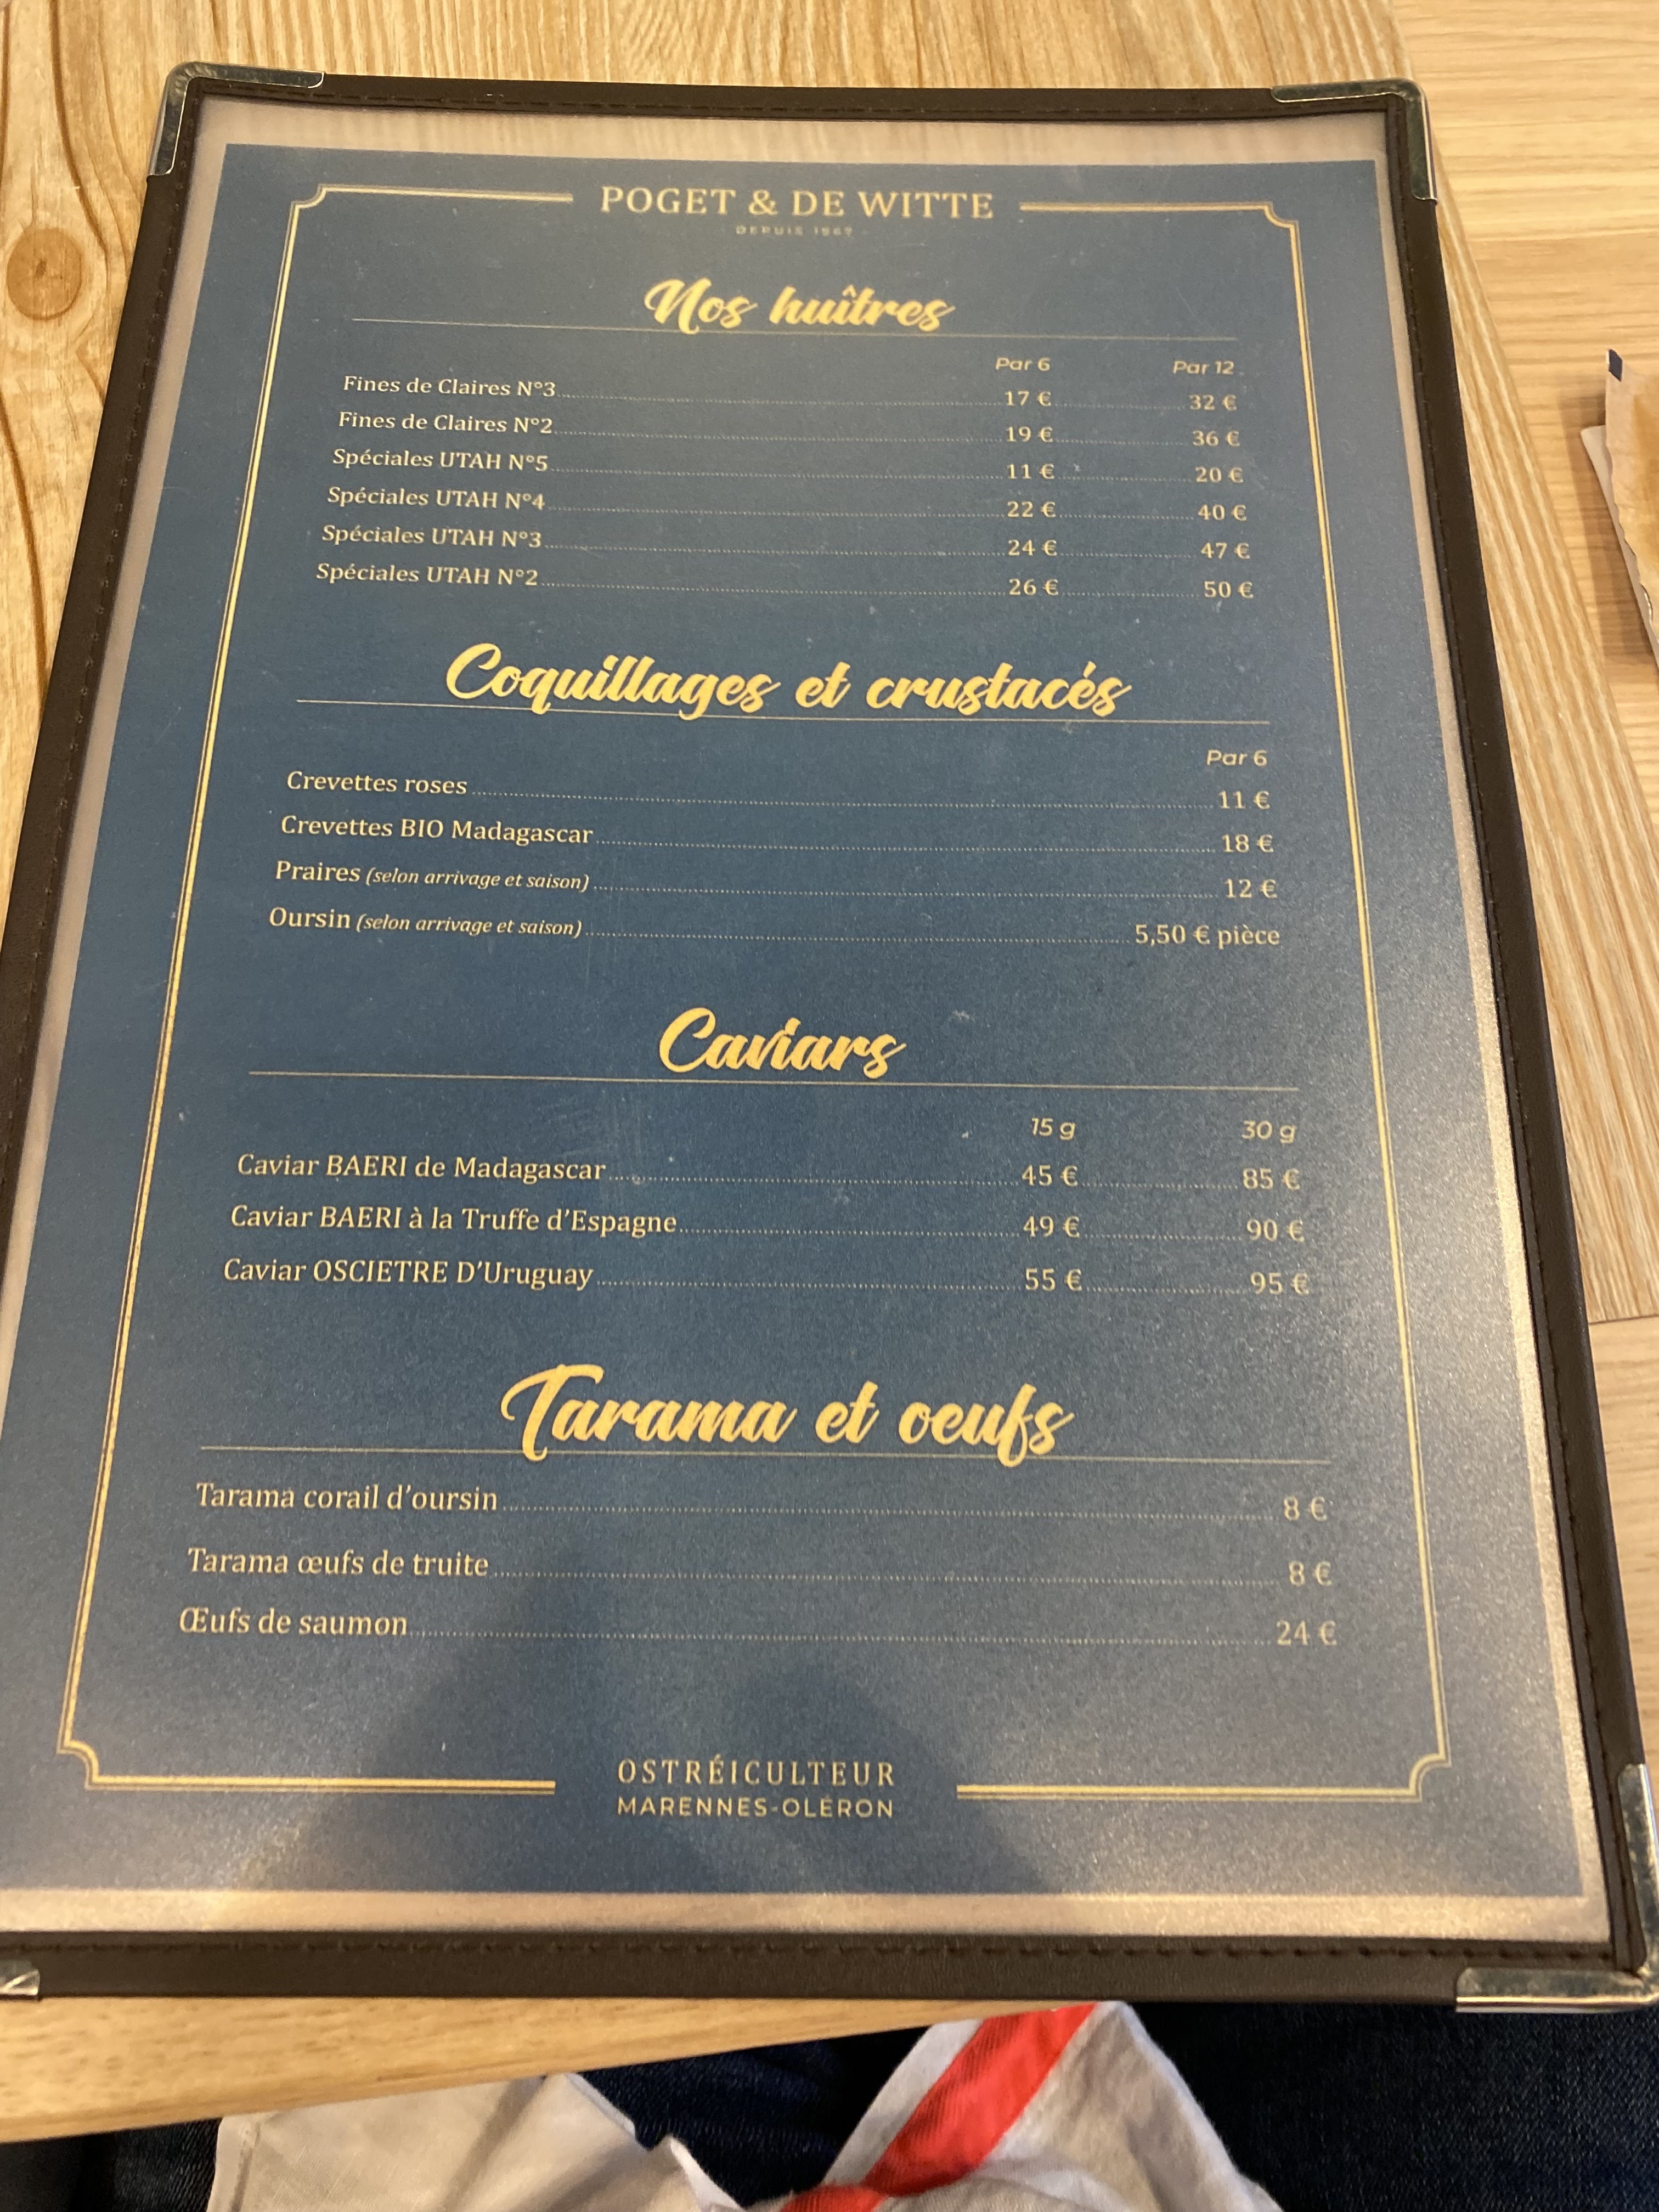 POGET & DE WITTE
DEPUIS 1967
Nos huîtres
Par 6 Par 12
Fines de Claires N°3 17 € 32 €
Fines de Claires N°2 19 € 36 €
Spéciales UTAH N°5 11 € 20 €
Spéciales UTAH N°4 22 € 40 €
Spéciales UTAH N°3 24 € 47 €
Spéciales UTAH N°2 26 € 50 €
Coquillages et crustacés
Par 6
Crevettes roses 11 €
Crevettes BIO Madagascar 18 €
Praires (selon arrivage et saison) 12 €
Oursin (selon arrivage et saison) 5,50 € pièce
Caviars
15 g 30 g
Caviar BAERI de Madagascar 45 € 85 €
Caviar BAERI à la Truffe d'Espagne 49 € 90 €
Caviar OSCIETRE D'Uruguay 55 € 95 €
Tarama et oeufs
Tarama corail d'oursin 8 €
Tarama œufs de truite 8 €
Œufs de saumon 24 €
OSTRÉICULTEUR
MARENNES-OLÉRON